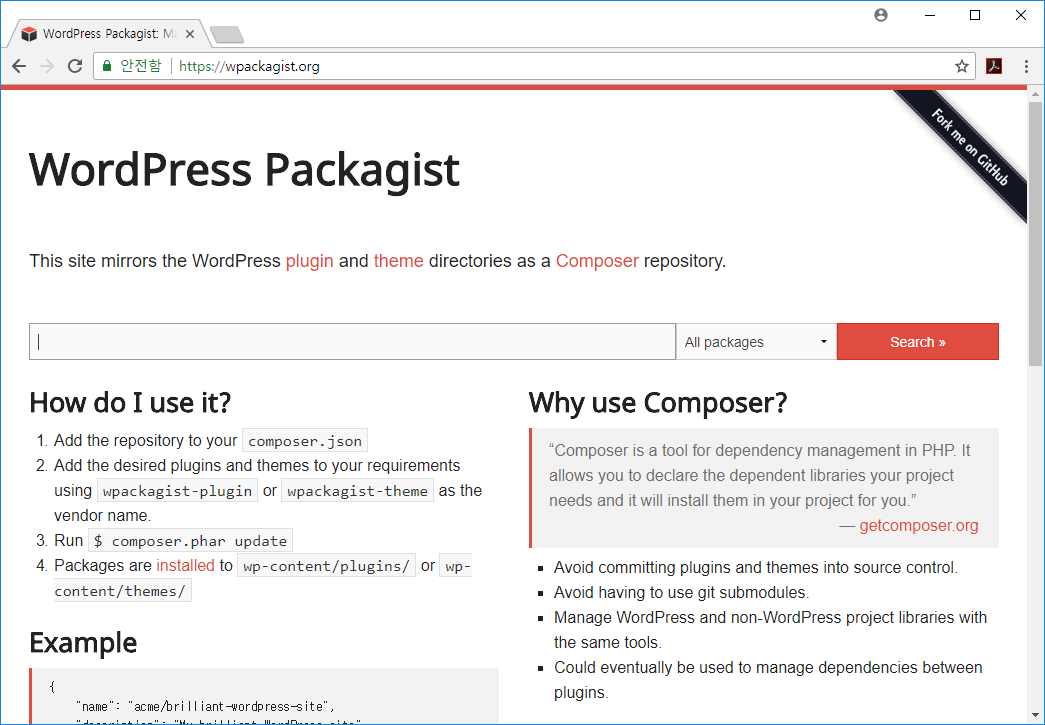 WordPress Packagist: Ma
안전함 https://wpackagist.org
Fork me on GitHub
WordPress Packagist
This site mirrors the WordPress plugin and theme directories as a Composer repository.
All packages
Search »
How do I use it?
1. Add the repository to your composer.json
2. Add the desired plugins and themes to your requirements
using wpackagist-plugin or wpackagist-theme as the
vendor name.
3. Run $ composer.phar update
4. Packages are installed to wp-content/plugins/ or wp-
content/themes/
Example
{
"name": "acme/brilliant-wordpress-site",
"description": "My brilliant WordPress site",
Why use Composer?
“Composer is a tool for dependency management in PHP. It
allows you to declare the dependent libraries your project
needs and it will install them in your project for you.”
— getcomposer.org
▪ Avoid committing plugins and themes into source control.
▪ Avoid having to use git submodules.
▪ Manage WordPress and non-WordPress project libraries with
the same tools.
▪ Could eventually be used to manage dependencies between
plugins.